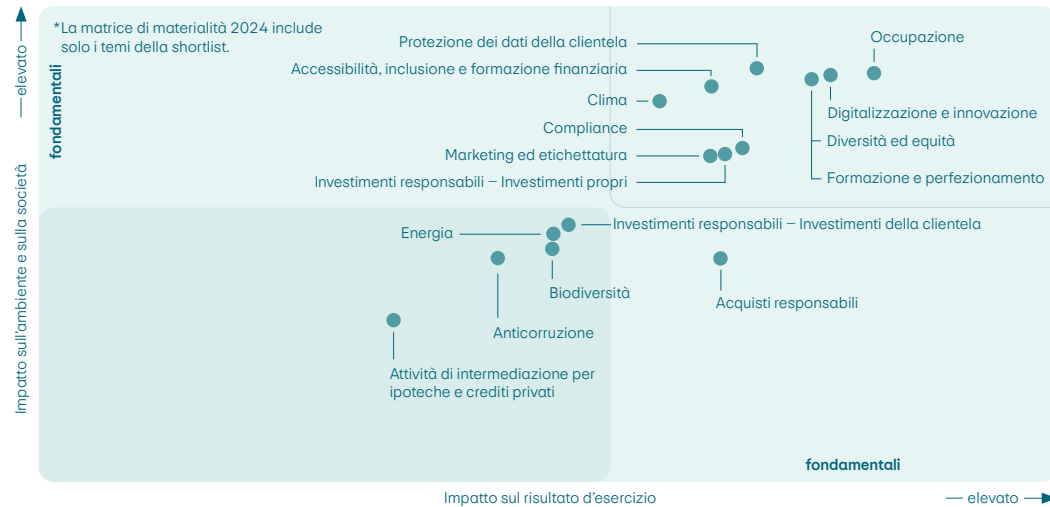 *La matrice di materialità 2024 include
solo i temi della shortlist.
elevato
fondamentali
Impatto sull'ambiente e sulla società
Protezione dei dati della clientela
Accessibilità, inclusione e formazione finanziaria
Clima
Compliance
Marketing ed etichettatura
Investimenti responsabili – Investimenti propri
Occupazione
Digitalizzazione e innovazione
Diversità ed equità
Formazione e perfezionamento
Energia
Investimenti responsabili – Investimenti della clientela
Biodiversità
Acquisti responsabili
Anticorruzione
Attività di intermediazione per
ipoteche e crediti privati
fondamentali
Impatto sul risultato d'esercizio
elevato